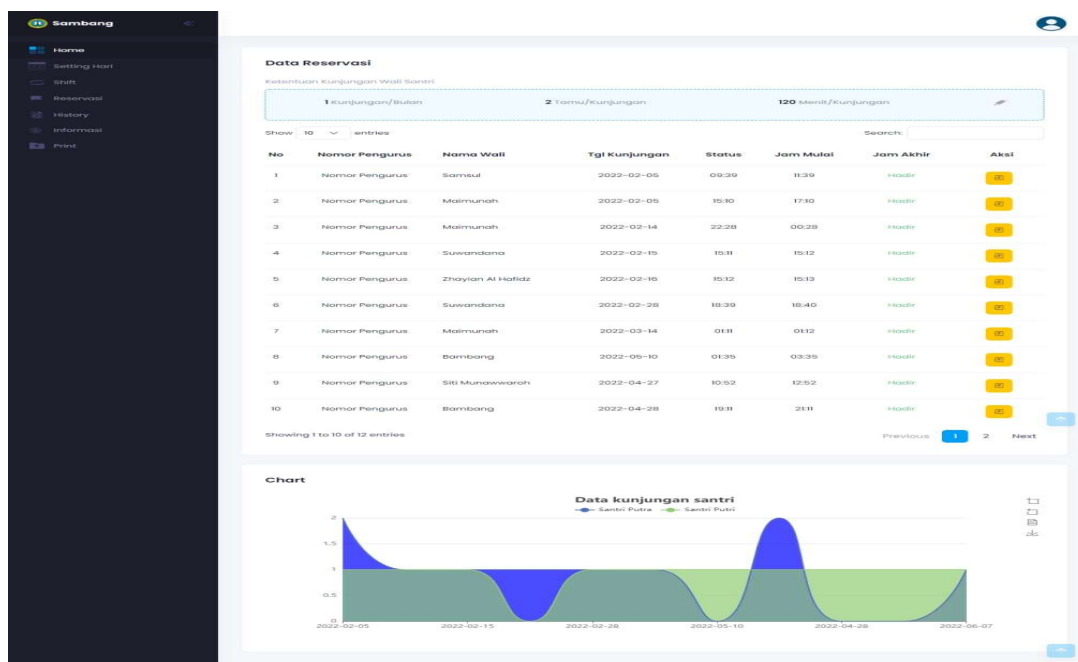 Sambang
Home
Setting Hari
Shift
Reservasi
History
Informasi
Print
Data Reservasi
Ketentuan Kunjungan Wali Santri
1 Kunjungan/Bulan 2 Tamu/Kunjungan 120 Menit/Kunjungan
Show 10 entries Search:
No Nomor Pengurus Nama Wali Tgl Kunjungan Status Jam Mulai Jam Akhir Aksi
1 Nomor Pengurus Samsul 2022-02-05 09:39 11:39 Hadir
2 Nomor Pengurus Maimunah 2022-02-05 15:10 17:10 Hadir
3 Nomor Pengurus Maimunah 2022-02-14 22:28 00:28 Hadir
4 Nomor Pengurus Suwandana 2022-02-15 15:11 15:12 Hadir
5 Nomor Pengurus Zhayian Al Hafidz 2022-02-16 15:12 15:13 Hadir
6 Nomor Pengurus Suwandana 2022-02-28 18:39 18:40 Hadir
7 Nomor Pengurus Maimunah 2022-03-14 01:11 01:12 Hadir
8 Nomor Pengurus Bambang 2022-05-10 01:35 03:35 Hadir
9 Nomor Pengurus Siti Munawwaroh 2022-04-27 10:52 12:52 Hadir
10 Nomor Pengurus Bambang 2022-04-28 19:11 21:11 Hadir
Showing 1 to 10 of 12 entries Previous 1 2 Next
Chart
Data kunjungan santri
Santri Putra Santri Putri
2
1.5
1
0.5
0
2022-02-05 2022-02-15 2022-02-28 2022-05-10 2022-04-28 2022-06-07